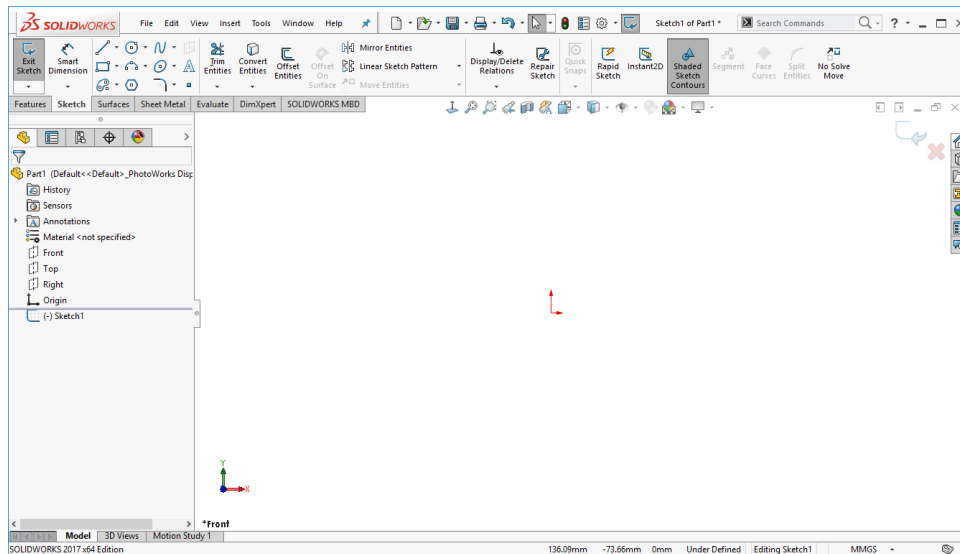 SOLIDWORKS File Edit View Insert Tools Window Help Sketch1 of Part1 * Search Commands ?
Exit Sketch Smart Dimension Trim Entities Convert Entities Offset Entities Offset On Surface Mirror Entities Linear Sketch Pattern Move Entities Display/Delete Relations Repair Sketch Quick Snaps Rapid Sketch Instant2D Shaded Sketch Contours Segment Face Curves Split Entities No Solve Move
Features Sketch Surfaces Sheet Metal Evaluate DimXpert SOLIDWORKS MBD
Part1 (Default<<Default>_PhotoWorks Disp
History
Sensors
Annotations
Material <not specified>
Front
Top
Right
Origin
(-) Sketch1
Y
X
*Front
Model 3D Views Motion Study 1
SOLIDWORKS 2017 x64 Edition 136.09mm -73.66mm 0mm Under Defined Editing Sketch1 MMGS